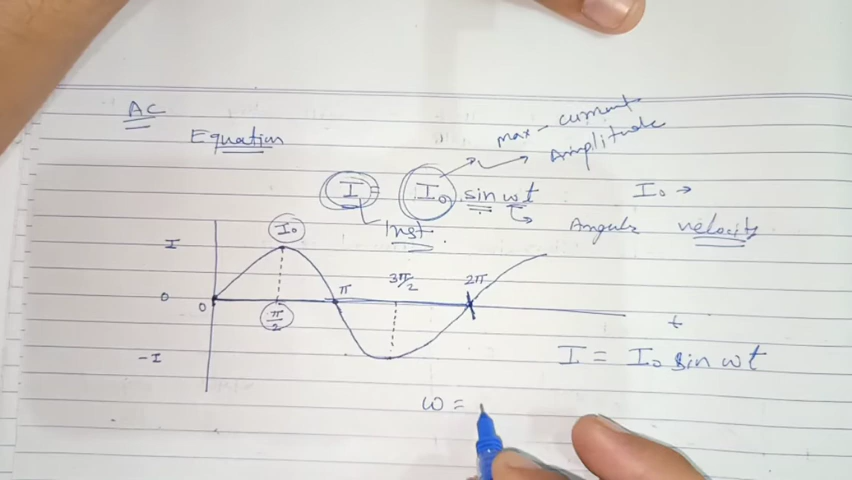 AC
Equation
max - current
Amplitude
I = I₀ sin ωt
I₀ →
Inst.
Angular velocity
I₀
I
0
0
π/2
π
3π/2
2π
t
-I
I = I₀ sin ωt
ω =